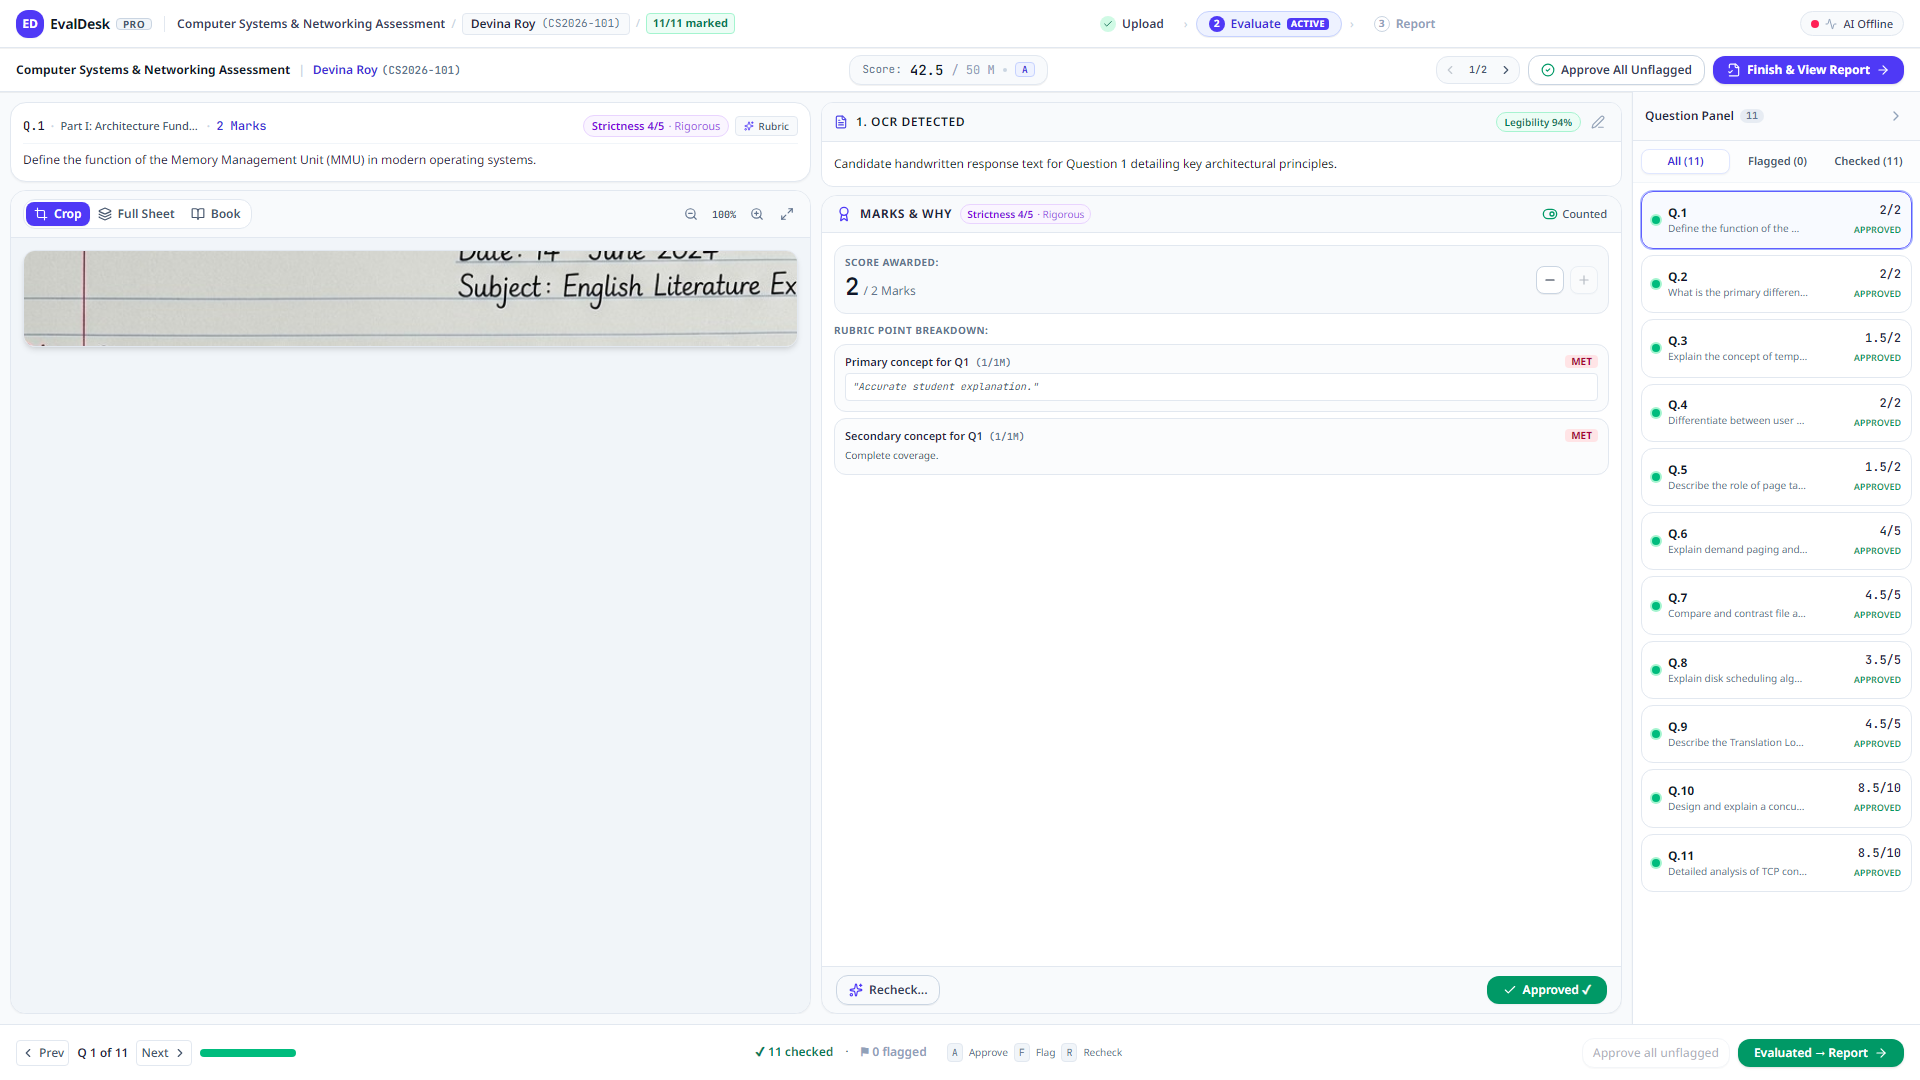 ED EvalDesk PRO Computer Systems & Networking Assessment / Devina Roy (CS2026-101) / 11/11 marked
Upload 2 Evaluate ACTIVE 3 Report
AI Offline
Computer Systems & Networking Assessment | Devina Roy (CS2026-101)
Score: 42.5 / 50 M • A
1/2
Approve All Unflagged
Finish & View Report →
Q.1 · Part I: Architecture Fund... · 2 Marks
Strictness 4/5 · Rigorous
Rubric
Define the function of the Memory Management Unit (MMU) in modern operating systems.
Crop Full Sheet Book
100%
Date: 14 June 2024
Subject: English Literature Ex
1. OCR DETECTED
Legibility 94%
Candidate handwritten response text for Question 1 detailing key architectural principles.
MARKS & WHY Strictness 4/5 · Rigorous
Counted
SCORE AWARDED:
2 / 2 Marks
RUBRIC POINT BREAKDOWN:
Primary concept for Q1 (1/1M)
MET
"Accurate student explanation."
Secondary concept for Q1 (1/1M)
MET
Complete coverage.
Recheck...
Approved ✓
Question Panel 11
All (11) Flagged (0) Checked (11)
Q.1 2/2
Define the function of the ... APPROVED
Q.2 2/2
What is the primary differen... APPROVED
Q.3 1.5/2
Explain the concept of temp... APPROVED
Q.4 2/2
Differentiate between user ... APPROVED
Q.5 1.5/2
Describe the role of page ta... APPROVED
Q.6 4/5
Explain demand paging and... APPROVED
Q.7 4.5/5
Compare and contrast file a... APPROVED
Q.8 3.5/5
Explain disk scheduling alg... APPROVED
Q.9 4.5/5
Describe the Translation Lo... APPROVED
Q.10 8.5/10
Design and explain a concu... APPROVED
Q.11 8.5/10
Detailed analysis of TCP con... APPROVED
Prev Q 1 of 11 Next
✓ 11 checked · 0 flagged A Approve F Flag R Recheck
Approve all unflagged
Evaluated → Report →